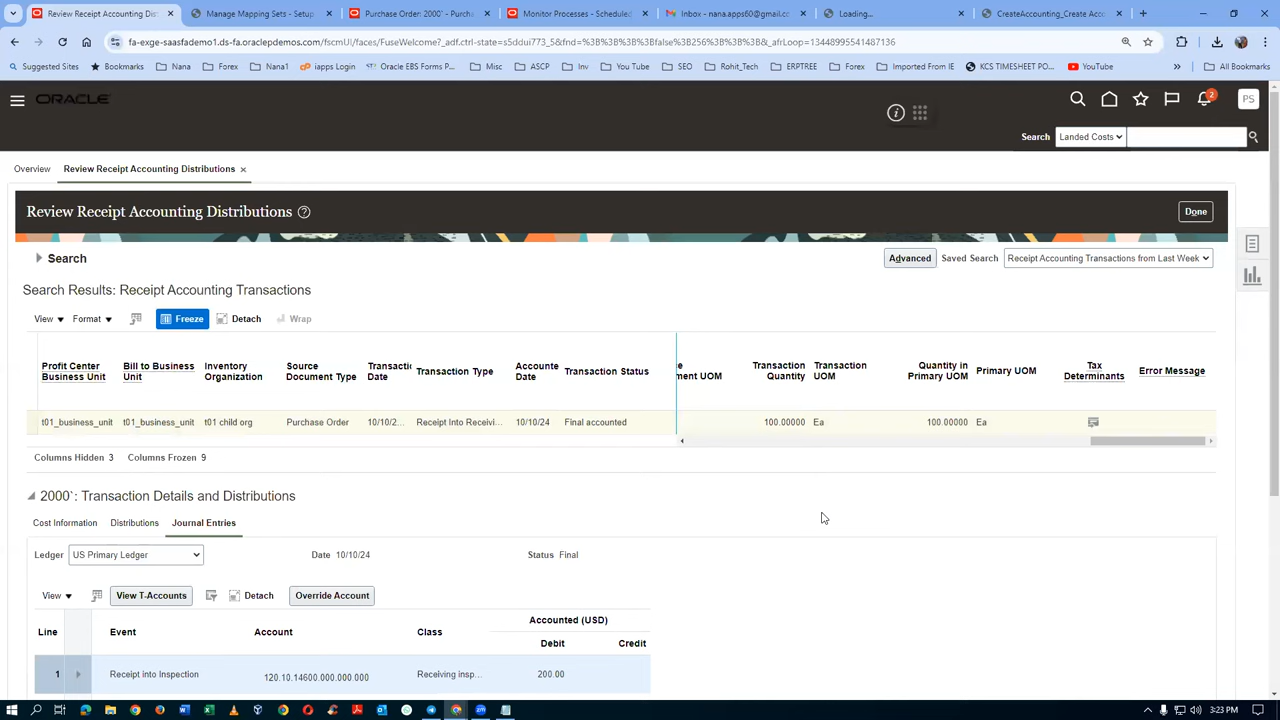 Review Receipt Accounting Dist
Manage Mapping Sets - Setup
Purchase Order: 2000` - Purcha
Monitor Processes - Scheduled
Inbox - nana.apps60@gmail.c
Loading...
CreateAccounting_Create Acc
fa-exge-saasfademo1.ds-fa.oraclepdemos.com/fscmUI/faces/FuseWelcome?_adf.ctrl-state=s5ddui773_5&fnd=%3B%3B%3B%3Bfalse%3B256%3B%3B%3B&_afrLoop=13448995541487136
Suggested Sites Bookmarks Nana Forex Nana1 iapps Login Oracle EBS Forms P... Misc ASCP Inv You Tube SEO Rohit_Tech ERPTREE Forex Imported From IE KCS TIMESHEET PO... YouTube » All Bookmarks
ORACLE
2
PS
Search Landed Costs
Overview Review Receipt Accounting Distributions
Review Receipt Accounting Distributions
Done
Search
Advanced Saved Search Receipt Accounting Transactions from Last Week
Search Results: Receipt Accounting Transactions
View Format Freeze Detach Wrap
Profit Center Business Unit Bill to Business Unit Inventory Organization Source Document Type Transacti Date Transaction Type Accounte Date Transaction Status e ment UOM Transaction Quantity Transaction UOM Quantity in Primary UOM Primary UOM Tax Determinants Error Message
t01_business_unit t01_business_unit t01 child org Purchase Order 10/10/2... Receipt Into Receivi... 10/10/24 Final accounted 100.00000 Ea 100.00000 Ea
Columns Hidden 3 Columns Frozen 9
2000`: Transaction Details and Distributions
Cost Information Distributions Journal Entries
Ledger US Primary Ledger Date 10/10/24 Status Final
View View T-Accounts Detach Override Account
Accounted (USD)
Line Event Account Class Debit Credit
1 Receipt into Inspection 120.10.14600.000.000.000 Receiving insp... 200.00
3:23 PM